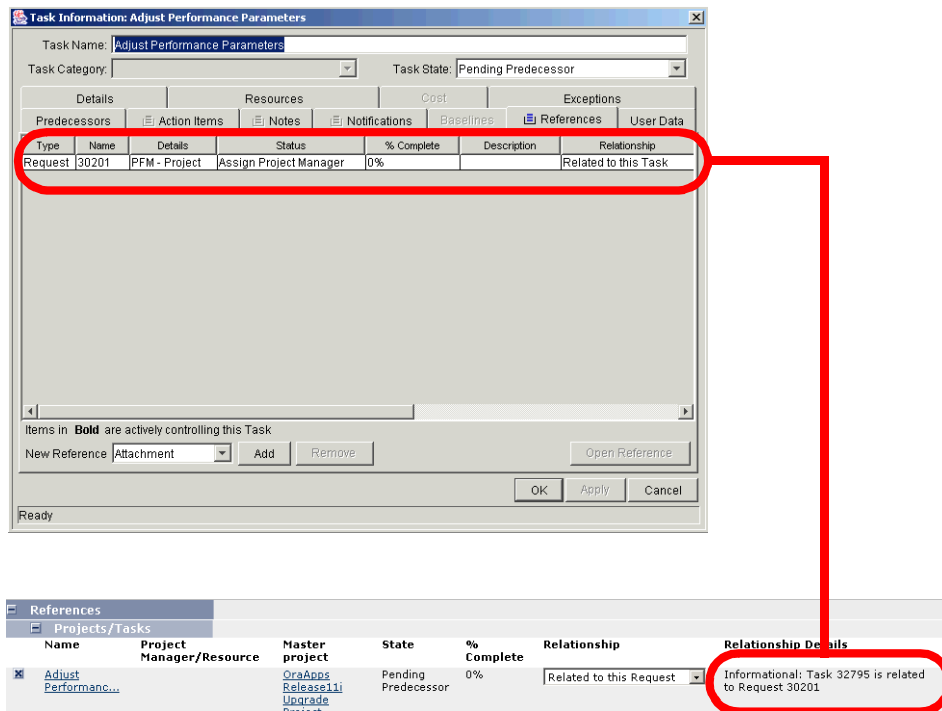 Task Information: Adjust Performance Parameters
Task Name: Adjust Performance Parameters
Task Category: Task State: Pending Predecessor
Details Resources Cost Exceptions
Predecessors Action Items Notes Notifications Baselines References User Data
Type Name Details Status % Complete Description Relationship
Request 30201 PFM - Project Assign Project Manager 0% Related to this Task
Items in Bold are actively controlling this Task
New Reference Attachment Add Remove Open Reference
OK Apply Cancel
Ready
References
Projects/Tasks
Name Project Master State % Relationship Relationship Details
Manager/Resource project Complete
Adjust OraApps Pending 0% Related to this Request Informational: Task 32795 is related
Performanc... Release11i Predecessor to Request 30201
Upgrade
Project